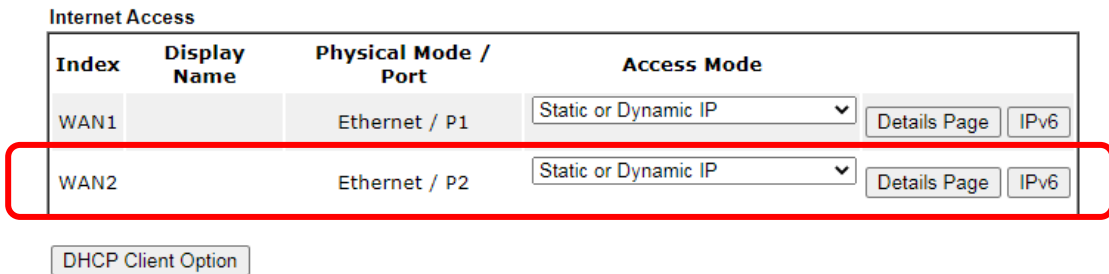 Internet Access
Index Display Name Physical Mode / Port Access Mode
WAN1 Ethernet / P1 Static or Dynamic IP Details Page IPv6
WAN2 Ethernet / P2 Static or Dynamic IP Details Page IPv6
DHCP Client Option